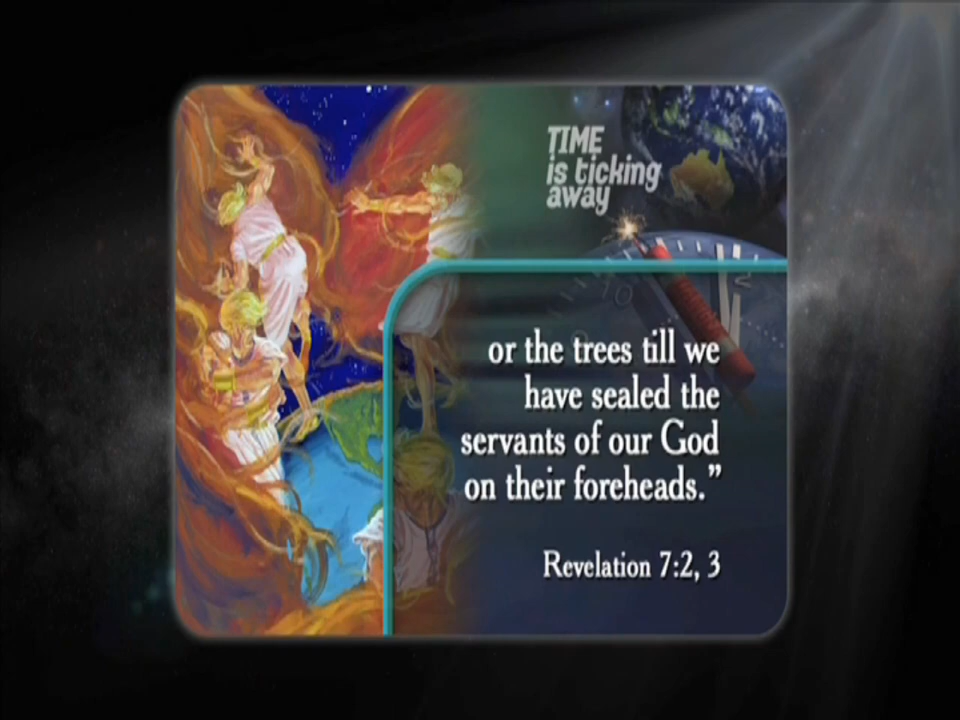 TIME
is ticking
away
or the trees till we
have sealed the
servants of our God
on their foreheads.”
Revelation 7:2, 3